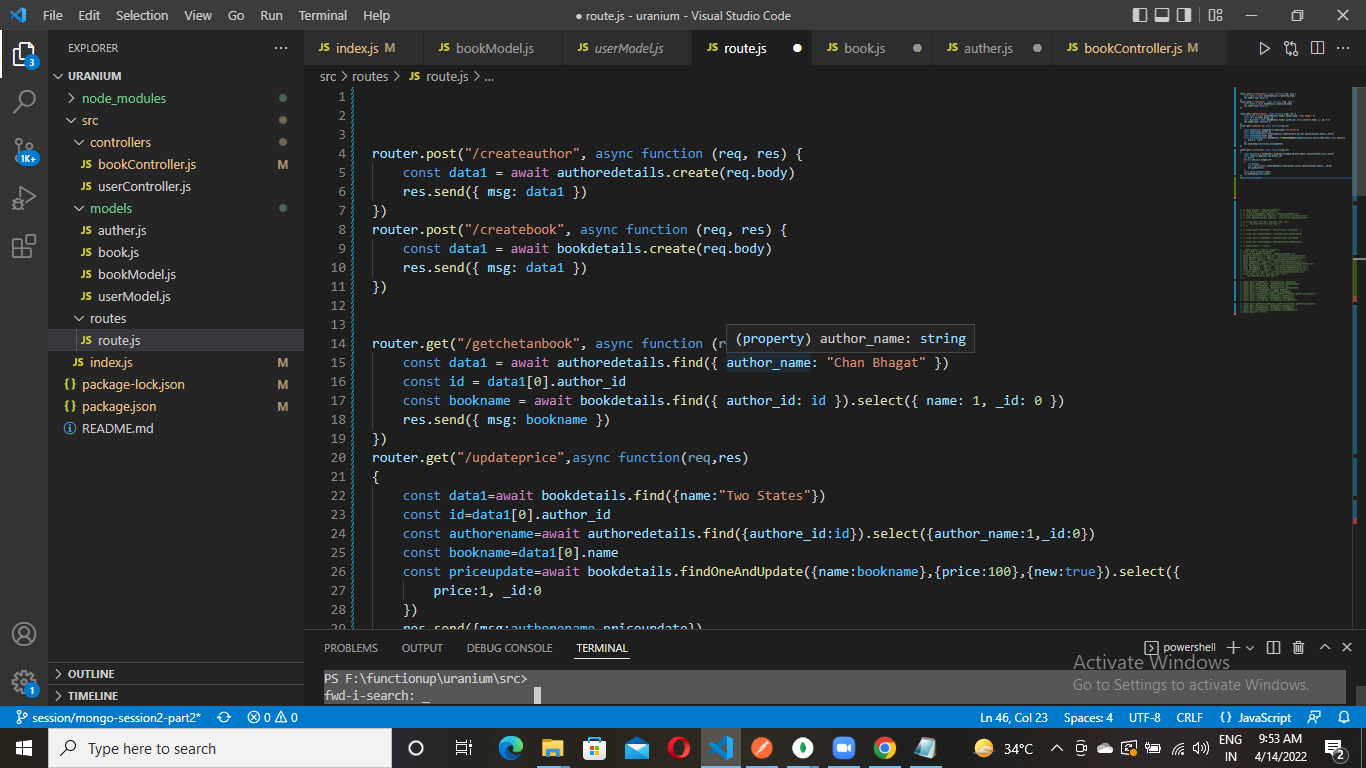 File Edit Selection View Go Run Terminal Help
● route.js - uranium - Visual Studio Code
EXPLORER
URANIUM
node_modules
src
controllers
JS bookController.js M
JS userController.js
models
JS auther.js
JS book.js
JS bookModel.js
JS userModel.js
routes
JS route.js
JS index.js M
{} package-lock.json M
{} package.json M
README.md
OUTLINE
TIMELINE
3
1K+
1
JS index.js M
JS bookModel.js
JS userModel.js
JS route.js ●
JS book.js ●
JS auther.js ●
JS bookController.js M
src > routes > JS route.js > ...
1
2
3
4 router.post("/createauthor", async function (req, res) {
5 const data1 = await authoredetails.create(req.body)
6 res.send({ msg: data1 })
7 })
8 router.post("/createbook", async function (req, res) {
9 const data1 = await bookdetails.create(req.body)
10 res.send({ msg: data1 })
11 })
12
13
(property) author_name: string
14 router.get("/getchetanbook", async function (r
15 const data1 = await authoredetails.find({ author_name: "Chan Bhagat" })
16 const id = data1[0].author_id
17 const bookname = await bookdetails.find({ author_id: id }).select({ name: 1, _id: 0 })
18 res.send({ msg: bookname })
19 })
20 router.get("/updateprice",async function(req,res)
21 {
22 const data1=await bookdetails.find({name:"Two States"})
23 const id=data1[0].author_id
24 const authorename=await authoredetails.find({authore_id:id}).select({author_name:1,_id:0})
25 const bookname=data1[0].name
26 const priceupdate=await bookdetails.findOneAndUpdate({name:bookname},{price:100},{new:true}).select({
27 price:1, _id:0
28 })
29 res.send({msg:authorename,priceupdate})
PROBLEMS OUTPUT DEBUG CONSOLE TERMINAL
powershell
PS F:\functionup\uranium\src>
fwd-i-search: _
Activate Windows
Go to Settings to activate Windows.
session/mongo-session2-part2* 0 0
Ln 46, Col 23 Spaces: 4 UTF-8 CRLF {} JavaScript
Type here to search
34°C
ENG
IN
9:53 AM
4/14/2022
2